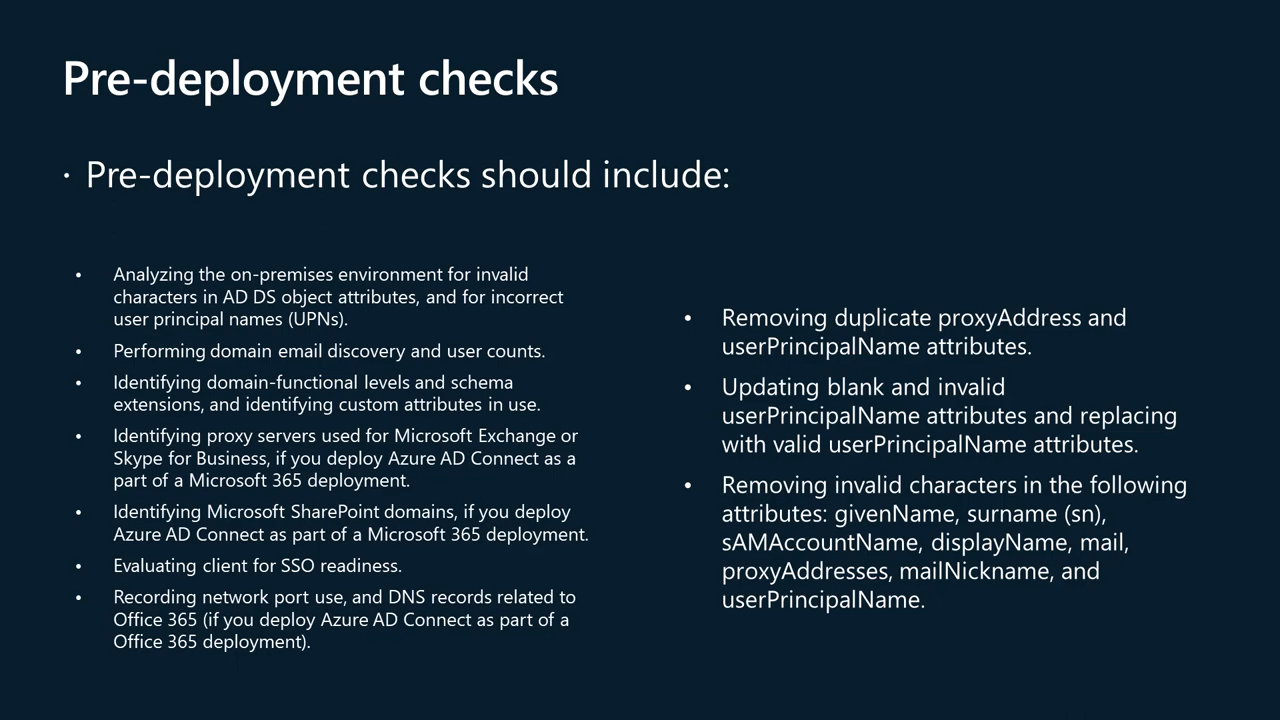 Pre-deployment checks
· Pre-deployment checks should include:
• Analyzing the on-premises environment for invalid
characters in AD DS object attributes, and for incorrect
user principal names (UPNs).
• Performing domain email discovery and user counts.
• Identifying domain-functional levels and schema
extensions, and identifying custom attributes in use.
• Identifying proxy servers used for Microsoft Exchange or
Skype for Business, if you deploy Azure AD Connect as a
part of a Microsoft 365 deployment.
• Identifying Microsoft SharePoint domains, if you deploy
Azure AD Connect as part of a Microsoft 365 deployment.
• Evaluating client for SSO readiness.
• Recording network port use, and DNS records related to
Office 365 (if you deploy Azure AD Connect as part of a
Office 365 deployment).
• Removing duplicate proxyAddress and
userPrincipalName attributes.
• Updating blank and invalid
userPrincipalName attributes and replacing
with valid userPrincipalName attributes.
• Removing invalid characters in the following
attributes: givenName, surname (sn),
sAMAccountName, displayName, mail,
proxyAddresses, mailNickname, and
userPrincipalName.